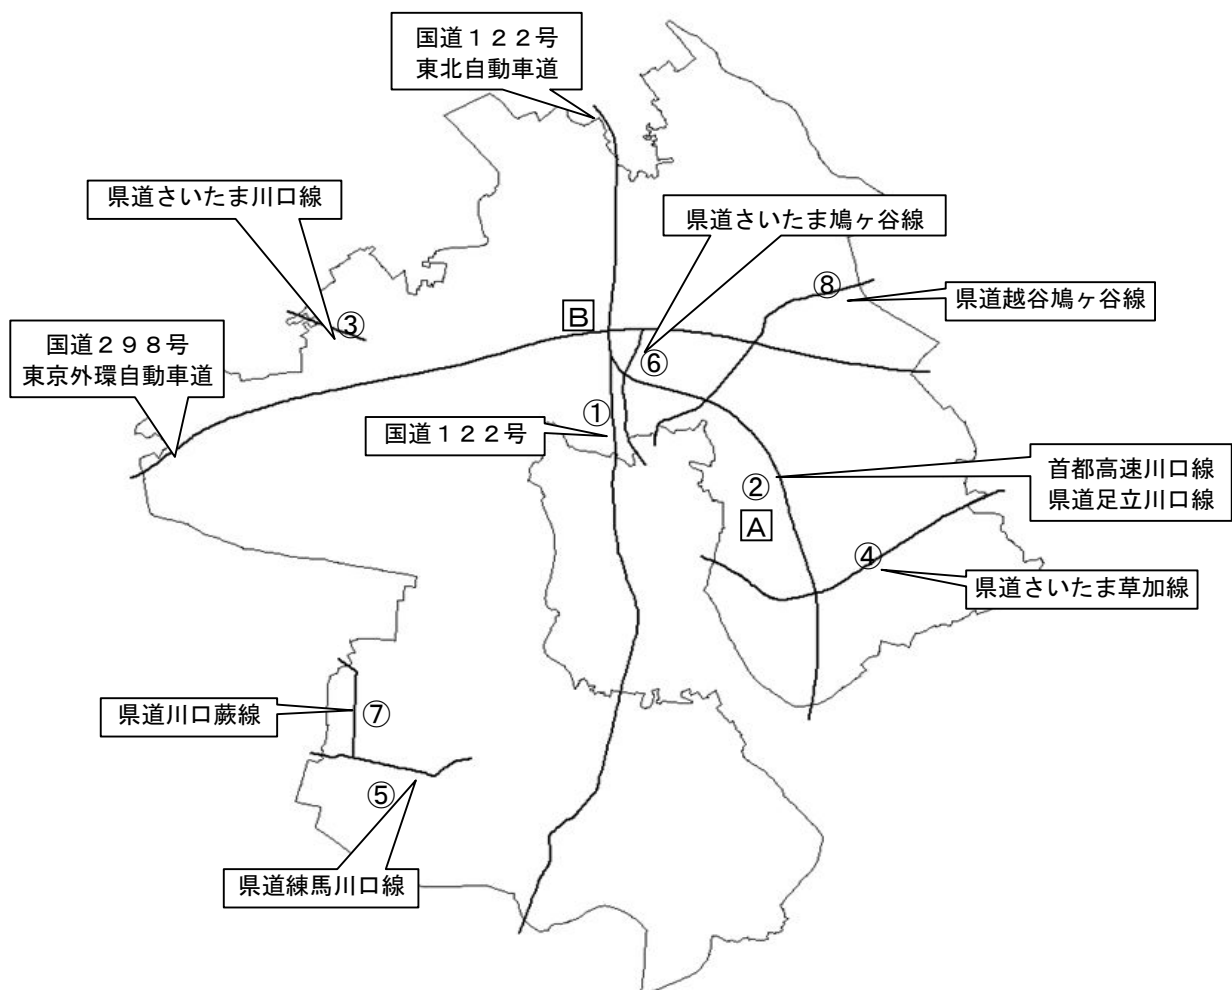 国道１２２号
東北自動車道
県道さいたま川口線
県道さいたま鳩ヶ谷線
⑧
県道越谷鳩ヶ谷線
B
③
国道２９８号
東京外環自動車道
⑥
①
国道１２２号
首都高速川口線
県道足立川口線
②
A
④
県道さいたま草加線
県道川口蕨線
⑦
⑤
県道練馬川口線